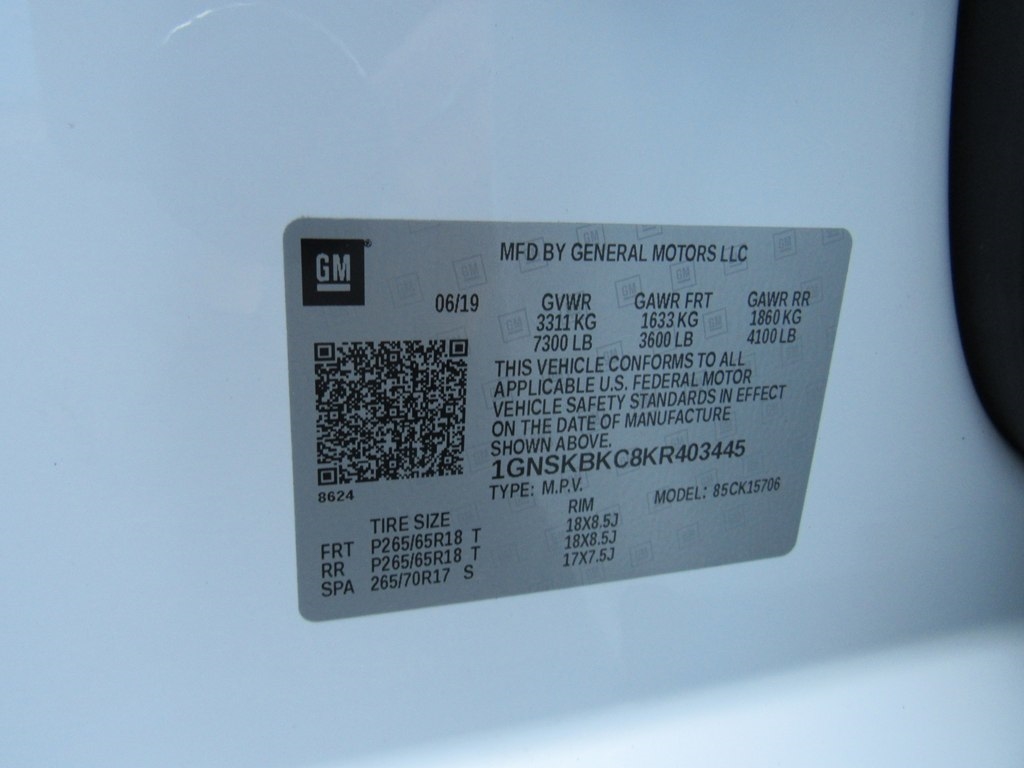 GM
MFD BY GENERAL MOTORS LLC
06/19 GVWR GAWR FRT GAWR RR
3311 KG 1633 KG 1860 KG
7300 LB 3600 LB 4100 LB
THIS VEHICLE CONFORMS TO ALL
APPLICABLE U.S. FEDERAL MOTOR
VEHICLE SAFETY STANDARDS IN EFFECT
ON THE DATE OF MANUFACTURE
SHOWN ABOVE.
1GNSKBKC8KR403445
8624
TYPE: M.P.V. MODEL: 85CK15706
TIRE SIZE RIM
FRT P265/65R18 T 18X8.5J
RR P265/65R18 T 18X8.5J
SPA 265/70R17 S 17X7.5J